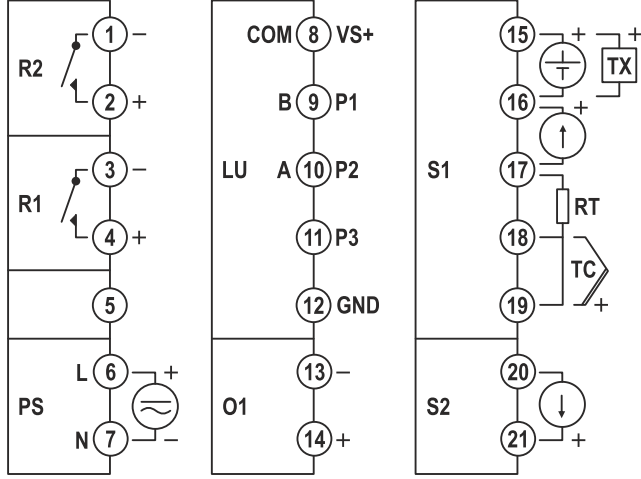 R2
1 −
2 +
R1
3 −
4 +
5
PS
L 6 +
N 7 −
LU
COM 8 VS+
B 9 P1
A 10 P2
11 P3
12 GND
O1
13 −
14 +
S1
15 + +
TX
16 +
17
RT
18
TC
19 +
S2
20
21 +